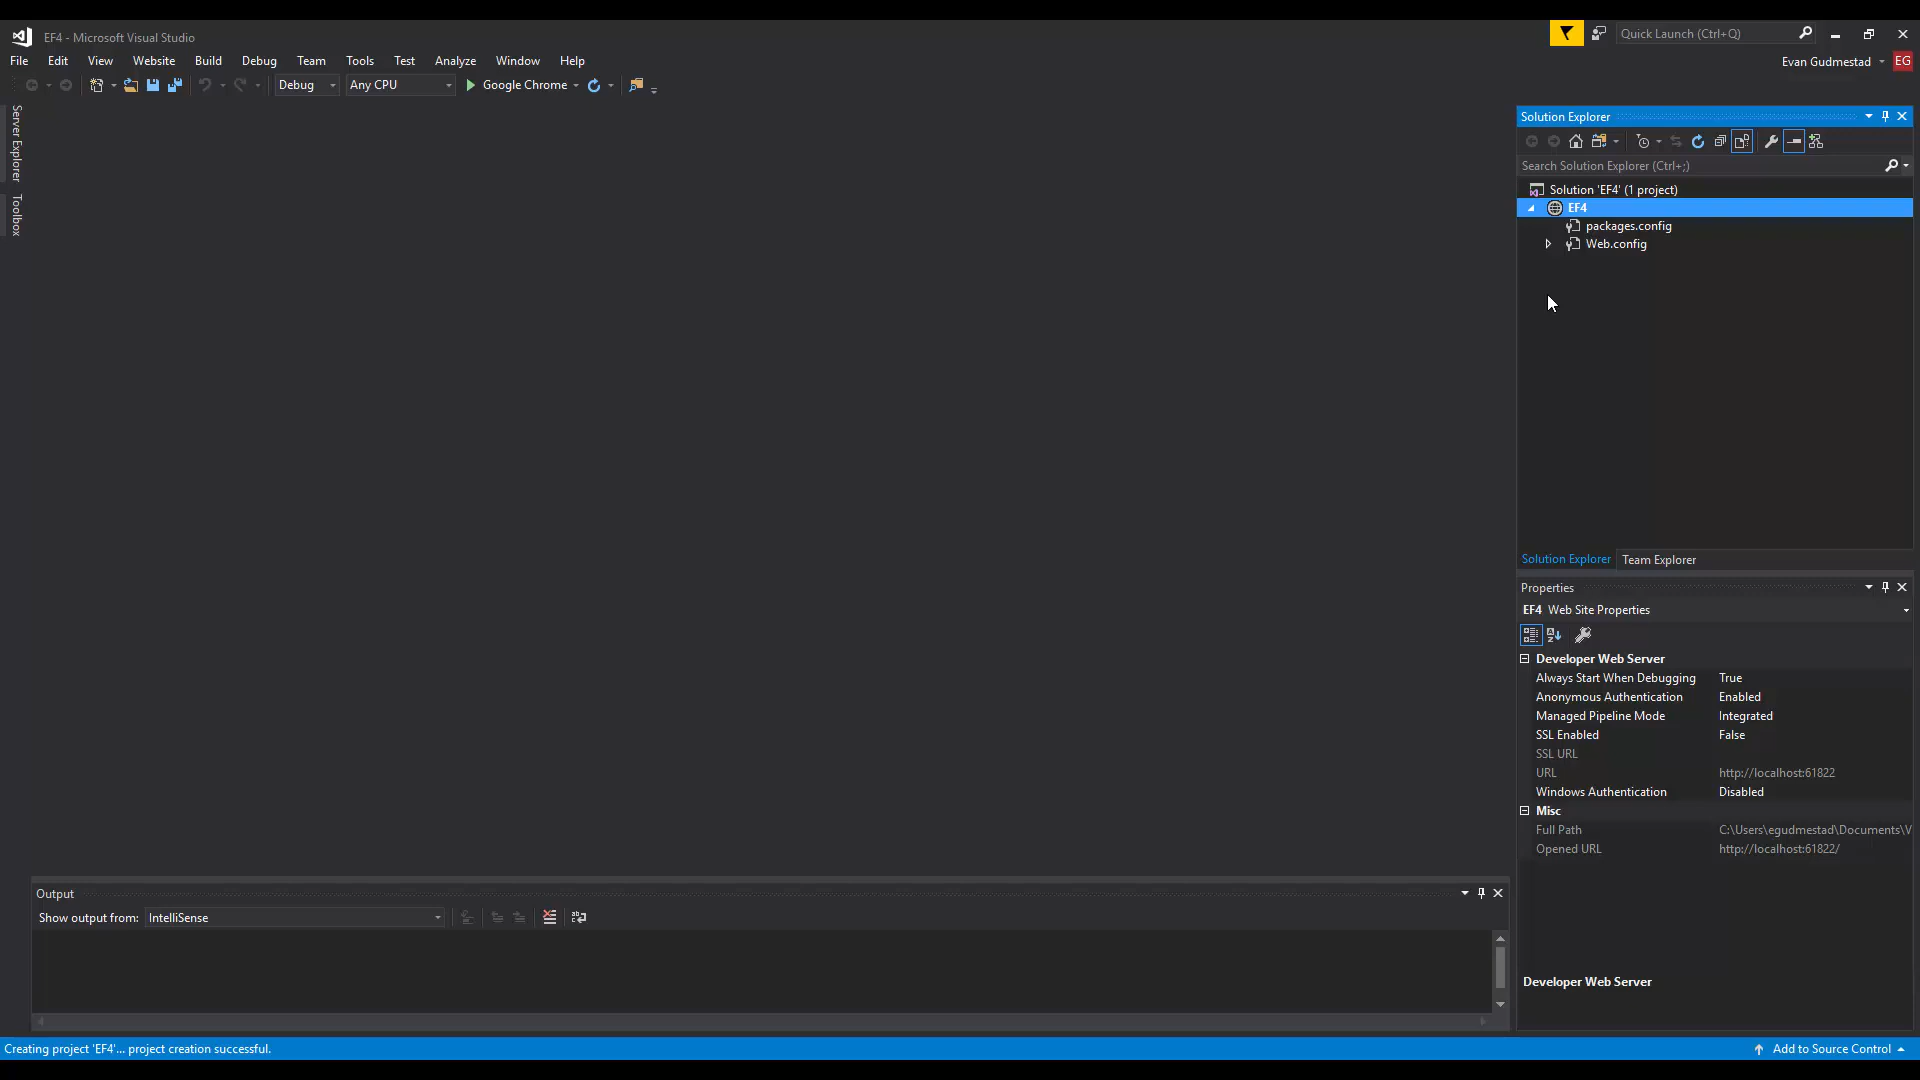 EF4 - Microsoft Visual Studio
Quick Launch (Ctrl+Q)
File Edit View Website Build Debug Team Tools Test Analyze Window Help
Evan Gudmestad EG
Debug Any CPU Google Chrome
Server Explorer
Toolbox
Solution Explorer
Search Solution Explorer (Ctrl+;)
Solution 'EF4' (1 project)
EF4
packages.config
Web.config
Solution Explorer Team Explorer
Properties
EF4 Web Site Properties
Developer Web Server
Always Start When Debugging True
Anonymous Authentication Enabled
Managed Pipeline Mode Integrated
SSL Enabled False
SSL URL
URL http://localhost:61822
Windows Authentication Disabled
Misc
Full Path C:\Users\egudmestad\Documents\V
Opened URL http://localhost:61822/
Developer Web Server
Output
Show output from: IntelliSense
Creating project 'EF4'... project creation successful.
Add to Source Control